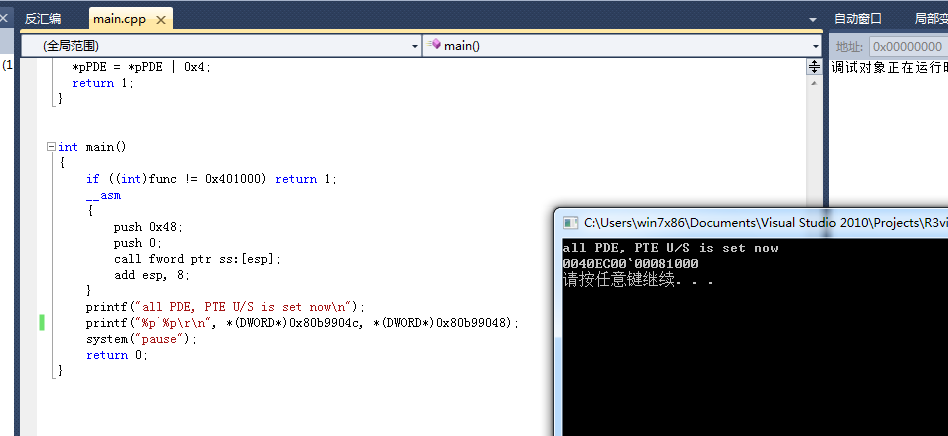 反汇编
main.cpp
自动窗口
局部变
(全局范围)
main()
地址: 0x00000000
(1
调试对象正在运行时
*pPDE = *pPDE | 0x4;
return 1;
}
int main()
{
if ((int)func != 0x401000) return 1;
__asm
{
push 0x48;
push 0;
call fword ptr ss:[esp];
add esp, 8;
}
printf("all PDE, PTE U/S is set now\n");
printf("%p`%p\r\n", *(DWORD*)0x80b9904c, *(DWORD*)0x80b99048);
system("pause");
return 0;
}
C:\Users\win7x86\Documents\Visual Studio 2010\Projects\R3vi
all PDE, PTE U/S is set now
0040EC00`00081000
请按任意键继续. . .